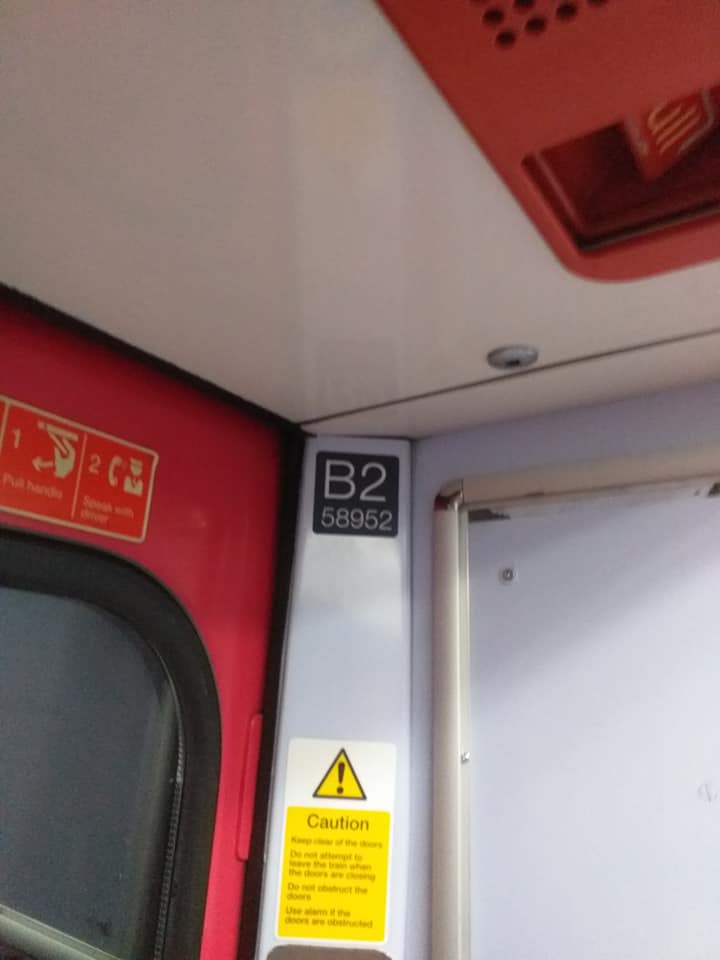 1
Pull handle
2
Speak with
driver
B2
58952
Caution
Keep clear of the doors
Do not attempt to
leave the train when
the doors are closing
Do not obstruct the
doors
Use alarm if the
doors are obstructed